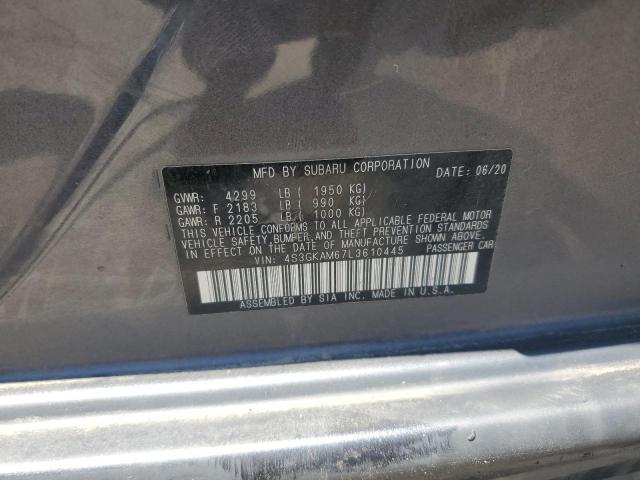 MFD BY SUBARU CORPORATION DATE: 06/20
GVWR: 4299 LB ( 1950 KG)
GAWR: F 2183 LB ( 990 KG)
GAWR: R 2205 LB ( 1000 KG)
THIS VEHICLE CONFORMS TO ALL APPLICABLE FEDERAL MOTOR
VEHICLE SAFETY, BUMPER, AND THEFT PREVENTION STANDARDS
IN EFFECT ON THE DATE OF MANUFACTURE SHOWN ABOVE.
VIN: 4S3GKAM67L3610445 PASSENGER CAR
ASSEMBLED BY SIA INC. MADE IN U.S.A.